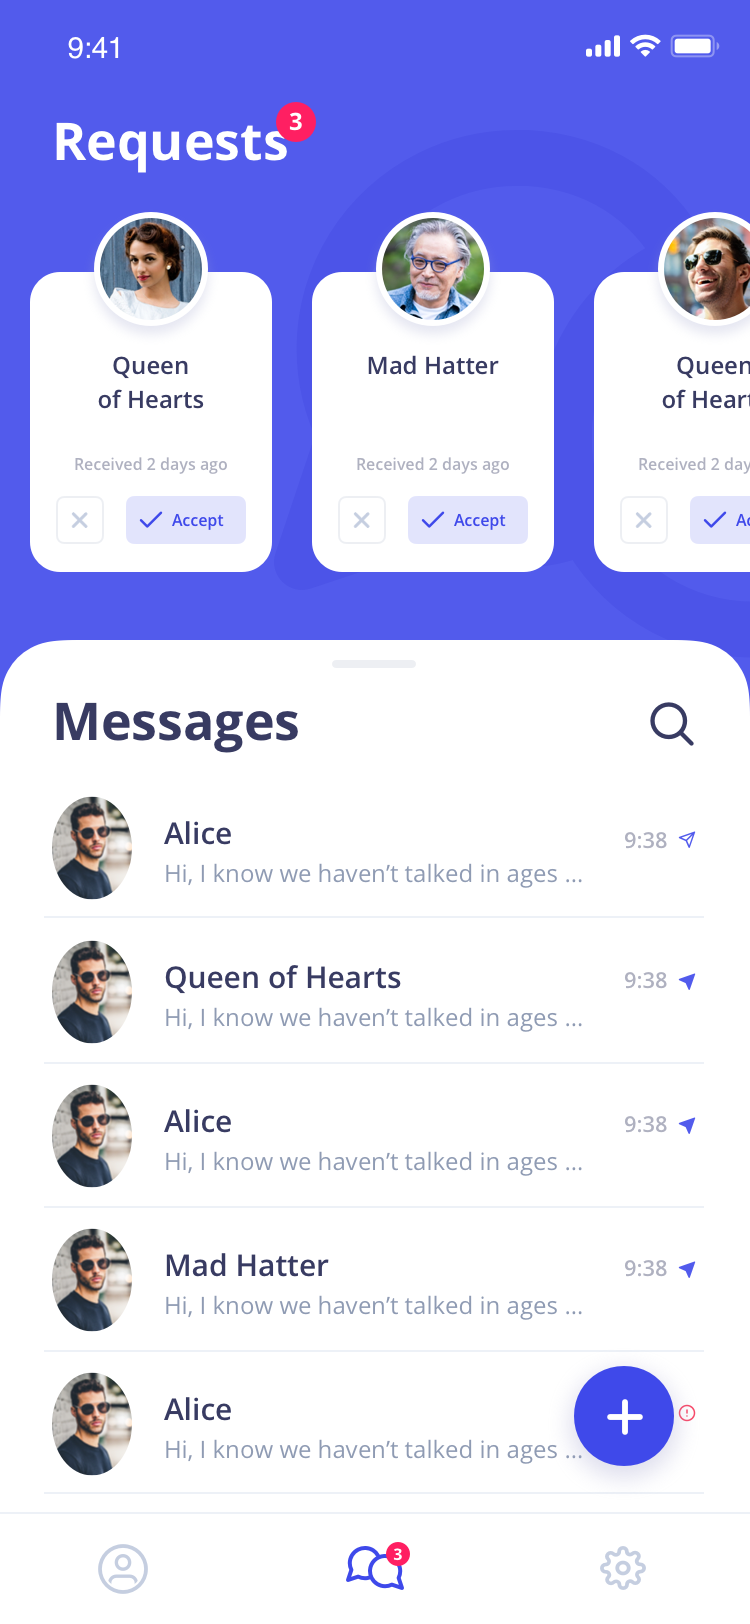 9:41
Requests
3
Queen
of Hearts
Received 2 days ago
Accept
Mad Hatter
Received 2 days ago
Accept
Queen
of Heart
Received 2 day
Ac
Messages
Alice
9:38
Hi, I know we haven’t talked in ages ...
Queen of Hearts
9:38
Hi, I know we haven’t talked in ages ...
Alice
9:38
Hi, I know we haven’t talked in ages ...
Mad Hatter
9:38
Hi, I know we haven’t talked in ages ...
Alice
Hi, I know we haven’t talked in ages ...
3